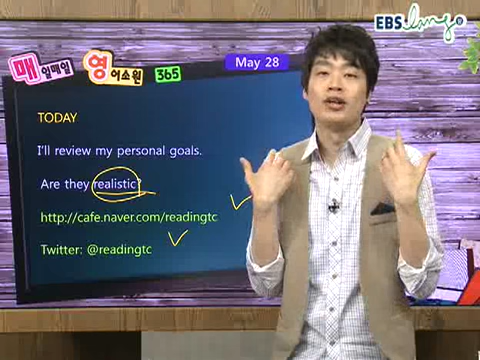 EBSlang
May 28
매일매일 영어소원 365
TODAY
I'll review my personal goals.
Are they realistic?
http://cafe.naver.com/readingtc
Twitter: @readingtc